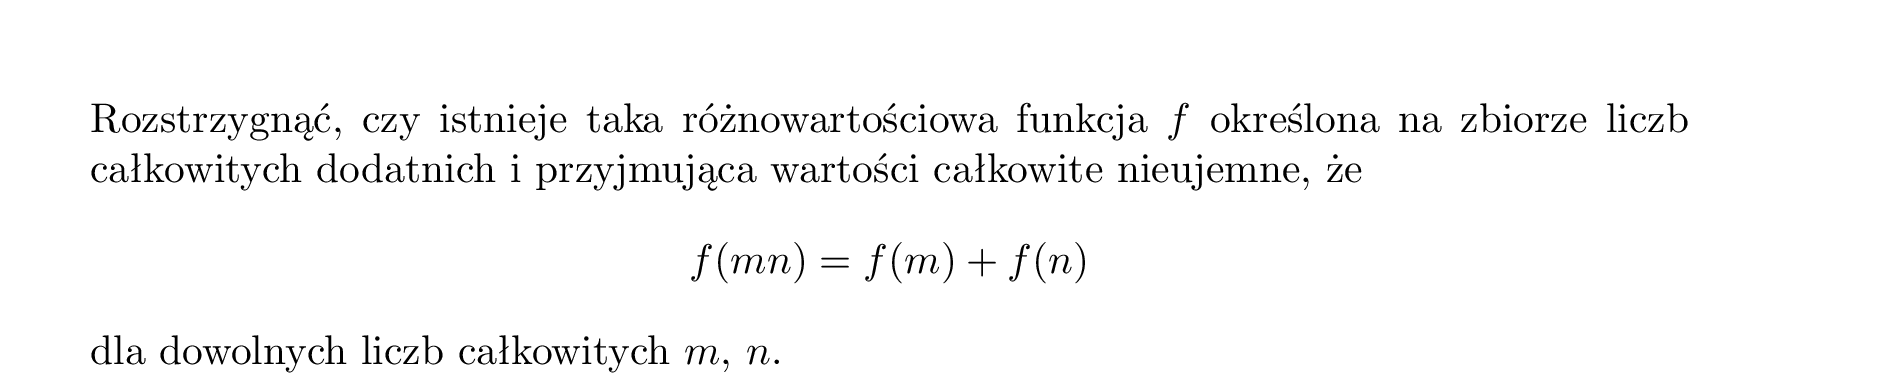 Rozstrzygnąć, czy istnieje taka różnowartościowa funkcja f określona na zbiorze liczb
całkowitych dodatnich i przyjmująca wartości całkowite nieujemne, że
f(mn) = f(m) + f(n)
dla dowolnych liczb całkowitych m, n.